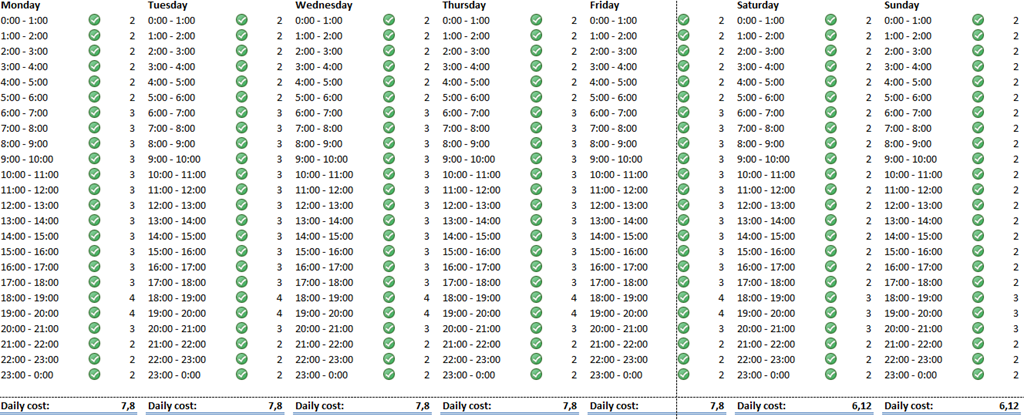 Monday Tuesday Wednesday Thursday Friday Saturday Sunday
0:00 - 1:00 2 0:00 - 1:00 2 0:00 - 1:00 2 0:00 - 1:00 2 0:00 - 1:00 2 0:00 - 1:00 2 0:00 - 1:00 2
1:00 - 2:00 2 1:00 - 2:00 2 1:00 - 2:00 2 1:00 - 2:00 2 1:00 - 2:00 2 1:00 - 2:00 2 1:00 - 2:00 2
2:00 - 3:00 2 2:00 - 3:00 2 2:00 - 3:00 2 2:00 - 3:00 2 2:00 - 3:00 2 2:00 - 3:00 2 2:00 - 3:00 2
3:00 - 4:00 2 3:00 - 4:00 2 3:00 - 4:00 2 3:00 - 4:00 2 3:00 - 4:00 2 3:00 - 4:00 2 3:00 - 4:00 2
4:00 - 5:00 2 4:00 - 5:00 2 4:00 - 5:00 2 4:00 - 5:00 2 4:00 - 5:00 2 4:00 - 5:00 2 4:00 - 5:00 2
5:00 - 6:00 2 5:00 - 6:00 2 5:00 - 6:00 2 5:00 - 6:00 2 5:00 - 6:00 2 5:00 - 6:00 2 5:00 - 6:00 2
6:00 - 7:00 3 6:00 - 7:00 3 6:00 - 7:00 3 6:00 - 7:00 3 6:00 - 7:00 3 6:00 - 7:00 2 6:00 - 7:00 2
7:00 - 8:00 3 7:00 - 8:00 3 7:00 - 8:00 3 7:00 - 8:00 3 7:00 - 8:00 3 7:00 - 8:00 2 7:00 - 8:00 2
8:00 - 9:00 3 8:00 - 9:00 3 8:00 - 9:00 3 8:00 - 9:00 3 8:00 - 9:00 3 8:00 - 9:00 2 8:00 - 9:00 2
9:00 - 10:00 3 9:00 - 10:00 3 9:00 - 10:00 3 9:00 - 10:00 3 9:00 - 10:00 3 9:00 - 10:00 2 9:00 - 10:00 2
10:00 - 11:00 3 10:00 - 11:00 3 10:00 - 11:00 3 10:00 - 11:00 3 10:00 - 11:00 3 10:00 - 11:00 2 10:00 - 11:00 2
11:00 - 12:00 3 11:00 - 12:00 3 11:00 - 12:00 3 11:00 - 12:00 3 11:00 - 12:00 3 11:00 - 12:00 2 11:00 - 12:00 2
12:00 - 13:00 3 12:00 - 13:00 3 12:00 - 13:00 3 12:00 - 13:00 3 12:00 - 13:00 3 12:00 - 13:00 2 12:00 - 13:00 2
13:00 - 14:00 3 13:00 - 14:00 3 13:00 - 14:00 3 13:00 - 14:00 3 13:00 - 14:00 3 13:00 - 14:00 2 13:00 - 14:00 2
14:00 - 15:00 3 14:00 - 15:00 3 14:00 - 15:00 3 14:00 - 15:00 3 14:00 - 15:00 3 14:00 - 15:00 2 14:00 - 15:00 2
15:00 - 16:00 3 15:00 - 16:00 3 15:00 - 16:00 3 15:00 - 16:00 3 15:00 - 16:00 3 15:00 - 16:00 2 15:00 - 16:00 2
16:00 - 17:00 3 16:00 - 17:00 3 16:00 - 17:00 3 16:00 - 17:00 3 16:00 - 17:00 3 16:00 - 17:00 2 16:00 - 17:00 2
17:00 - 18:00 3 17:00 - 18:00 3 17:00 - 18:00 3 17:00 - 18:00 3 17:00 - 18:00 3 17:00 - 18:00 2 17:00 - 18:00 2
18:00 - 19:00 4 18:00 - 19:00 4 18:00 - 19:00 4 18:00 - 19:00 4 18:00 - 19:00 4 18:00 - 19:00 3 18:00 - 19:00 3
19:00 - 20:00 4 19:00 - 20:00 4 19:00 - 20:00 4 19:00 - 20:00 4 19:00 - 20:00 4 19:00 - 20:00 3 19:00 - 20:00 3
20:00 - 21:00 3 20:00 - 21:00 3 20:00 - 21:00 3 20:00 - 21:00 3 20:00 - 21:00 3 20:00 - 21:00 3 20:00 - 21:00 3
21:00 - 22:00 2 21:00 - 22:00 2 21:00 - 22:00 2 21:00 - 22:00 2 21:00 - 22:00 2 21:00 - 22:00 2 21:00 - 22:00 2
22:00 - 23:00 2 22:00 - 23:00 2 22:00 - 23:00 2 22:00 - 23:00 2 22:00 - 23:00 2 22:00 - 23:00 2 22:00 - 23:00 2
23:00 - 0:00 2 23:00 - 0:00 2 23:00 - 0:00 2 23:00 - 0:00 2 23:00 - 0:00 2 23:00 - 0:00 2 23:00 - 0:00 2
Daily cost: 7,8 Daily cost: 7,8 Daily cost: 7,8 Daily cost: 7,8 Daily cost: 7,8 Daily cost: 6,12 Daily cost: 6,12